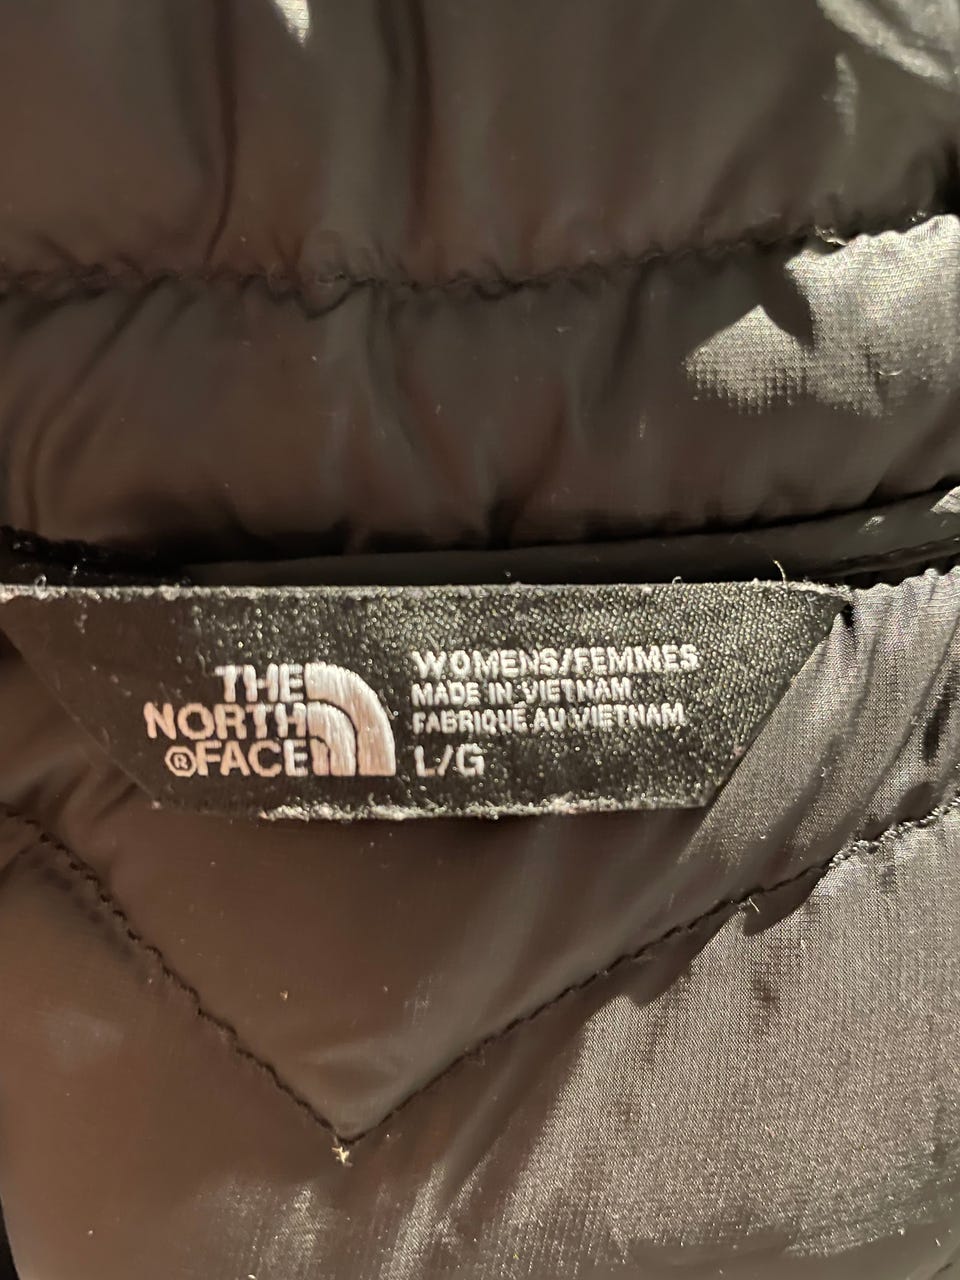 THE
NORTH
®FACE
WOMENS/FEMMES
MADE IN VIETNAM
FABRIQUÉ AU VIETNAM
L/G